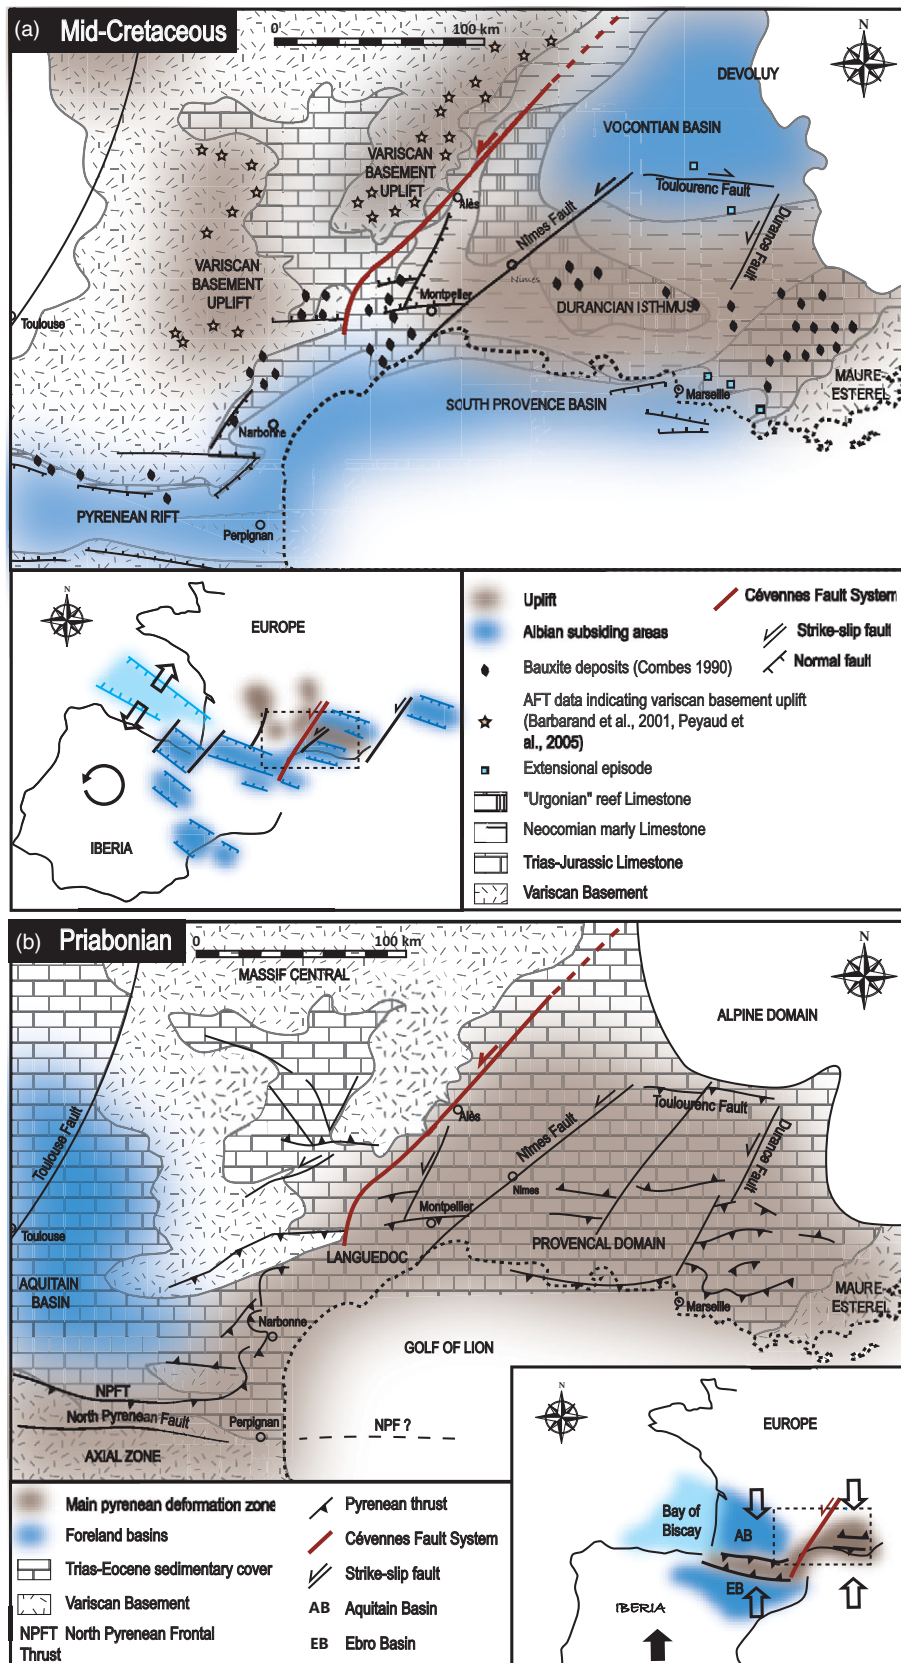 (a) Mid-Cretaceous
0 100 km
N
DEVOLUY
VOCONTIAN BASIN
VARISCAN
BASEMENT
UPLIFT
Toulourenc Fault
Alès
Nîmes Fault
Durance Fault
Nimes
VARISCAN
BASEMENT
UPLIFT
Montpellier
DURANCIAN ISTHMUS
Toulouse
MAURE-
ESTEREL
Marseille
SOUTH PROVENCE BASIN
Narbonne
PYRENEAN RIFT
Perpignan
N
EUROPE
IBERIA
Uplift
Albian subsiding areas
Bauxite deposits (Combes 1990)
AFT data indicating variscan basement uplift
(Barbarand et al., 2001, Peyaud et
al., 2005)
Extensional episode
"Urgonian" reef Limestone
Neocomian marly Limestone
Trias-Jurassic Limestone
Variscan Basement
Cévennes Fault System
Strike-slip fault
Normal fault
(b) Priabonian
0 100 km
MASSIF CENTRAL
N
ALPINE DOMAIN
Toulourenc Fault
Alès
Toulouse Fault
Nîmes Fault
Durance Fault
Nimes
Montpellier
Toulouse
LANGUEDOC
PROVENCAL DOMAIN
AQUITAIN
BASIN
MAURE-
ESTEREL
Marseille
Narbonne
GOLF OF LION
NPFT
North Pyrenean Fault
Perpignan
NPF ?
AXIAL ZONE
N
EUROPE
Bay of
Biscay
AB
EB
IBERIA
Main pyrenean deformation zone
Foreland basins
Trias-Eocene sedimentary cover
Variscan Basement
NPFT North Pyrenean Frontal
Thrust
Pyrenean thrust
Cévennes Fault System
Strike-slip fault
AB Aquitain Basin
EB Ebro Basin